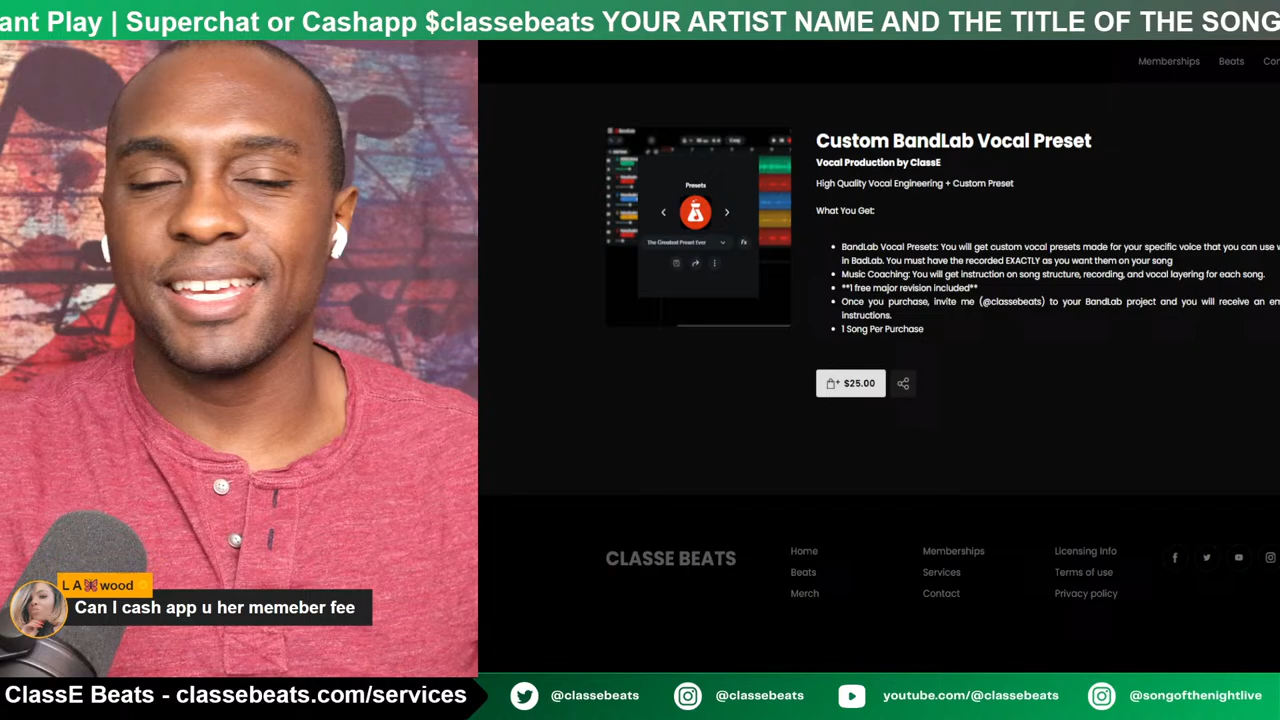 ant Play | Superchat or Cashapp $classebeats YOUR ARTIST NAME AND THE TITLE OF THE SONG
Memberships Beats Con
BandLab
Presets
The Greatest Preset Ever Fx
Custom BandLab Vocal Preset
Vocal Production by ClassE
High Quality Vocal Engineering + Custom Preset
What You Get:
BandLab Vocal Presets: You will get custom vocal presets made for your specific voice that you can use w
in BadLab. You must have the recorded EXACTLY as you want them on your song
Music Coaching: You will get instruction on song structure, recording, and vocal layering for each song.
**1 free major revision included**
Once you purchase, invite me (@classebeats) to your BandLab project and you will receive an em
instructions.
1 Song Per Purchase
$25.00
CLASSE BEATS
Home Memberships Licensing Info
Beats Services Terms of use
Merch Contact Privacy policy
L A🦋wood
Can I cash app u her memeber fee
ClassE Beats - classebeats.com/services
@classebeats @classebeats youtube.com/@classebeats @songofthenightlive